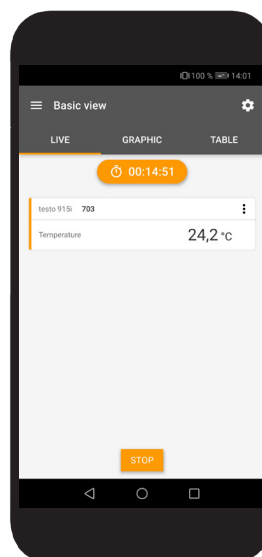 100 % 14:01
Basic view
LIVE GRAPHIC TABLE
00:14:51
testo 915i 703
Temperature 24,2 °C
STOP